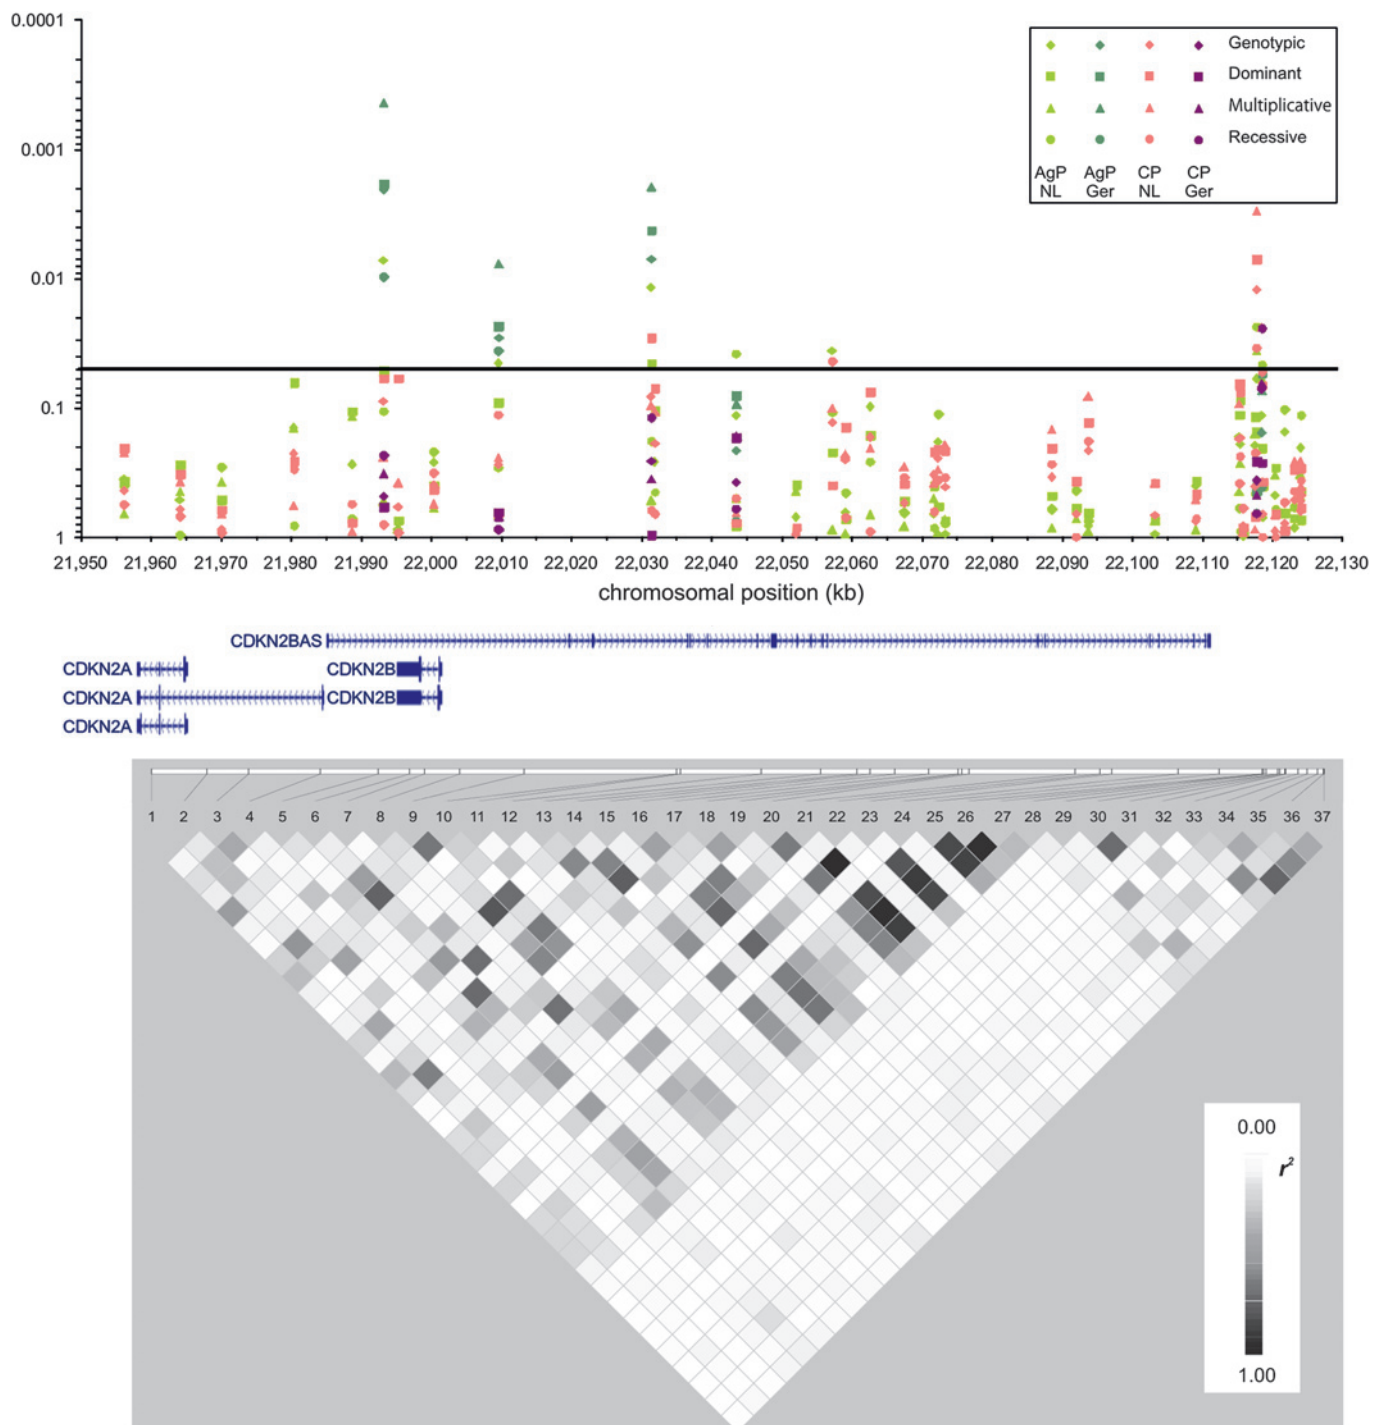 0.0001
0.001
0.01
0.1
1
Genotypic
Dominant
Multiplicative
Recessive
AgP AgP CP CP
NL Ger NL Ger
21,950 21,960 21,970 21,980 21,990 22,000 22,010 22,020 22,030 22,040 22,050 22,060 22,070 22,080 22,090 22,100 22,110 22,120 22,130
chromosomal position (kb)
CDKN2BAS
CDKN2A CDKN2B
CDKN2A CDKN2B
CDKN2A
1 2 3 4 5 6 7 8 9 10 11 12 13 14 15 16 17 18 19 20 21 22 23 24 25 26 27 28 29 30 31 32 33 34 35 36 37
0.00
r²
1.00